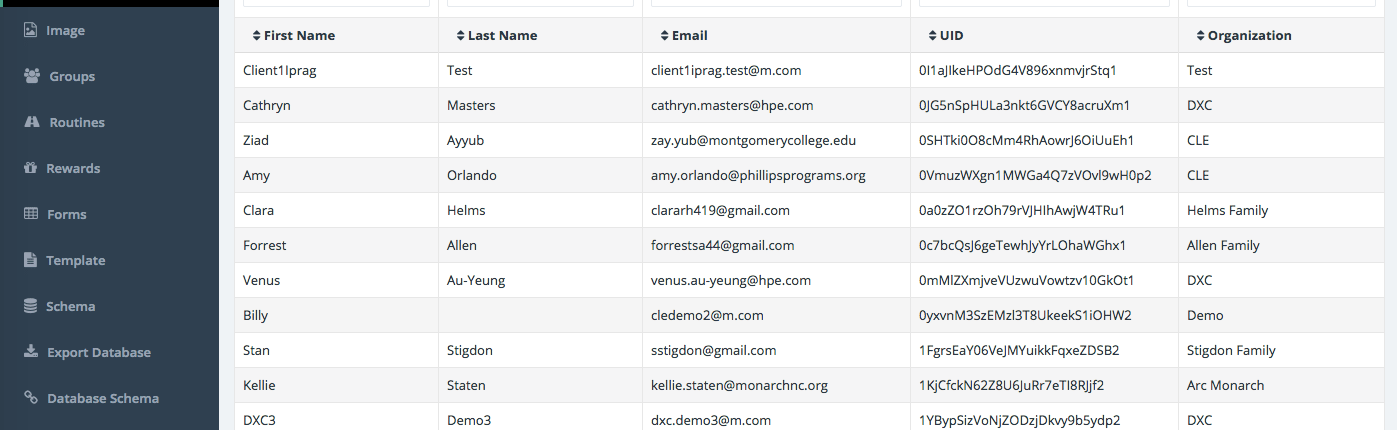 Image
Groups
Routines
Rewards
Forms
Template
Schema
Export Database
Database Schema
First Name Last Name Email UID Organization
Client1Iprag Test client1iprag.test@m.com 0I1aJIkeHPOdG4V896xnmvjrStq1 Test
Cathryn Masters cathryn.masters@hpe.com 0JG5nSpHULa3nkt6GVCY8acruXm1 DXC
Ziad Ayyub zay.yub@montgomerycollege.edu 0SHTki0O8cMm4RhAowrJ6OiUuEh1 CLE
Amy Orlando amy.orlando@phillipsprograms.org 0VmuzWXgn1MWGa4Q7zVOvl9wH0p2 CLE
Clara Helms clararh419@gmail.com 0a0zZO1rzOh79rVJHIhAwjW4TRu1 Helms Family
Forrest Allen forrestsa44@gmail.com 0c7bcQsJ6geTewhJyYrLOhaWGhx1 Allen Family
Venus Au-Yeung venus.au-yeung@hpe.com 0mMlZXmjveVUzwuVowtzv10GkOt1 DXC
Billy cledemo2@m.com 0yxvnM3SzEMzl3T8UkeekS1iOHW2 Demo
Stan Stigdon sstigdon@gmail.com 1FgrsEaY06VeJMYuikkFqxeZDSB2 Stigdon Family
Kellie Staten kellie.staten@monarchnc.org 1KjCfckN62Z8U6JuRr7eTI8RJjf2 Arc Monarch
DXC3 Demo3 dxc.demo3@m.com 1YBypSizVoNjZODzjDkvy9b5ydp2 DXC